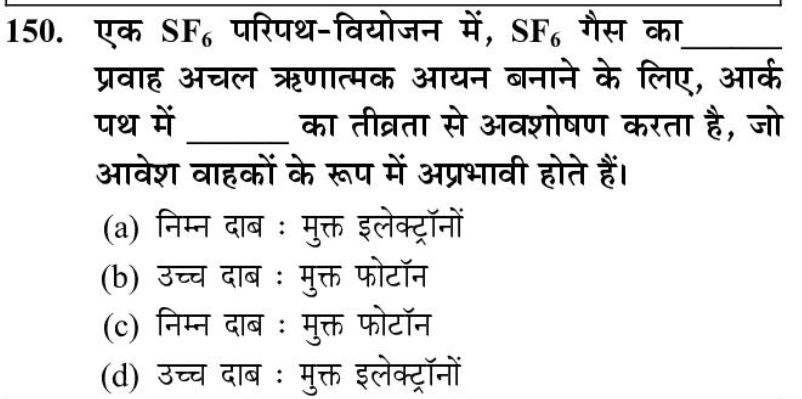 150. एक SF₆ परिपथ-वियोजन में, SF₆ गैस का______
प्रवाह अचल ऋणात्मक आयन बनाने के लिए, आर्क
पथ में ______ का तीव्रता से अवशोषण करता है, जो
आवेश वाहकों के रूप में अप्रभावी होते हैं।
(a) निम्न दाब : मुक्त इलेक्ट्रॉनों
(b) उच्च दाब : मुक्त फोटॉन
(c) निम्न दाब : मुक्त फोटॉन
(d) उच्च दाब : मुक्त इलेक्ट्रॉनों